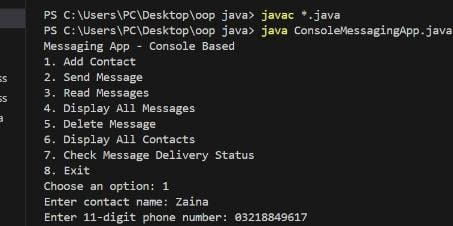 PS C:\Users\PC\Desktop\oop java> javac *.java
PS C:\Users\PC\Desktop\oop java> java ConsoleMessagingApp.java
Messaging App - Console Based
1. Add Contact
2. Send Message
3. Read Messages
4. Display All Messages
5. Delete Message
6. Display All Contacts
7. Check Message Delivery Status
8. Exit
Choose an option: 1
Enter contact name: Zaina
Enter 11-digit phone number: 03218849617